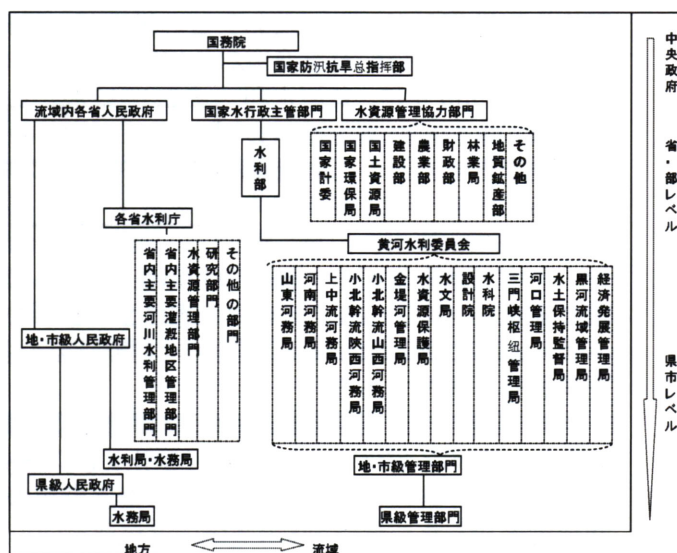 国務院
国家防汛抗旱总指挥部
流域内各省人民政府
国家水行政主管部門
水資源管理協力部門
水利部
国家計委
国家環保局
国土資源局
建設部
農業部
財政部
林業局
地質鉱産部
その他
各省水利庁
黄河水利委員会
省内主要河川水利管理部門
省内主要灌漑地区管理部門
水資源管理部門
研究部門
その他の部門
山東河務局
河南河務局
上中流河務局
小北幹流陝西河務局
小北幹流山西河務局
金堤河管理局
水資源保護局
水文局
設計院
水科院
三門峡枢纽管理局
河口管理局
水土保持監督局
黒河流域管理局
経済発展管理局
地・市級人民政府
水利局・水務局
地・市級管理部門
県級人民政府
水務局
県級管理部門
中央政府
省・部レベル
県市レベル
地方
流域